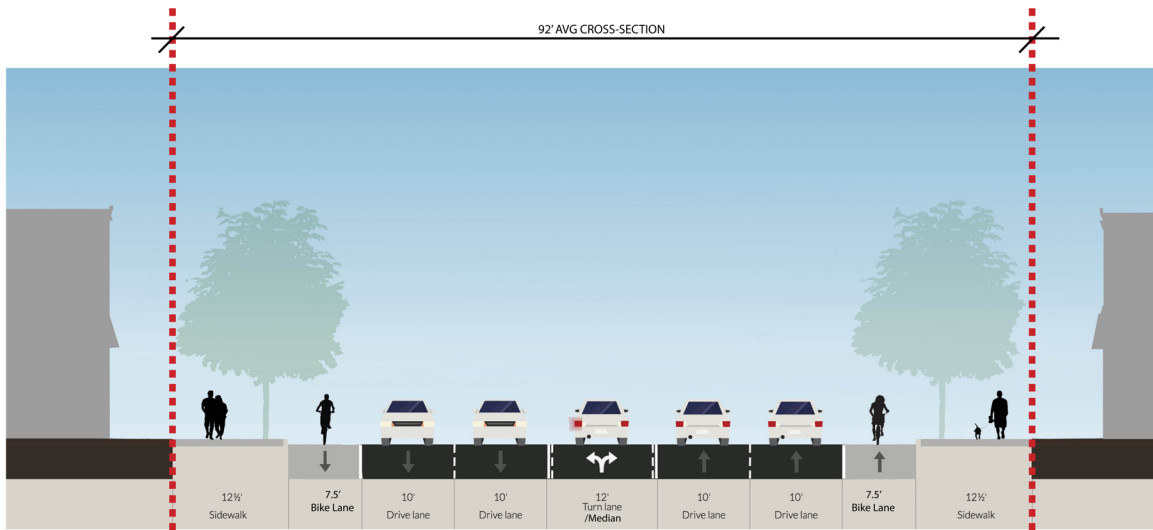 92' AVG CROSS-SECTION
12½'
Sidewalk
7.5'
Bike Lane
10'
Drive lane
10'
Drive lane
12'
Turn lane
/Median
10'
Drive lane
10'
Drive lane
7.5'
Bike Lane
12½'
Sidewalk